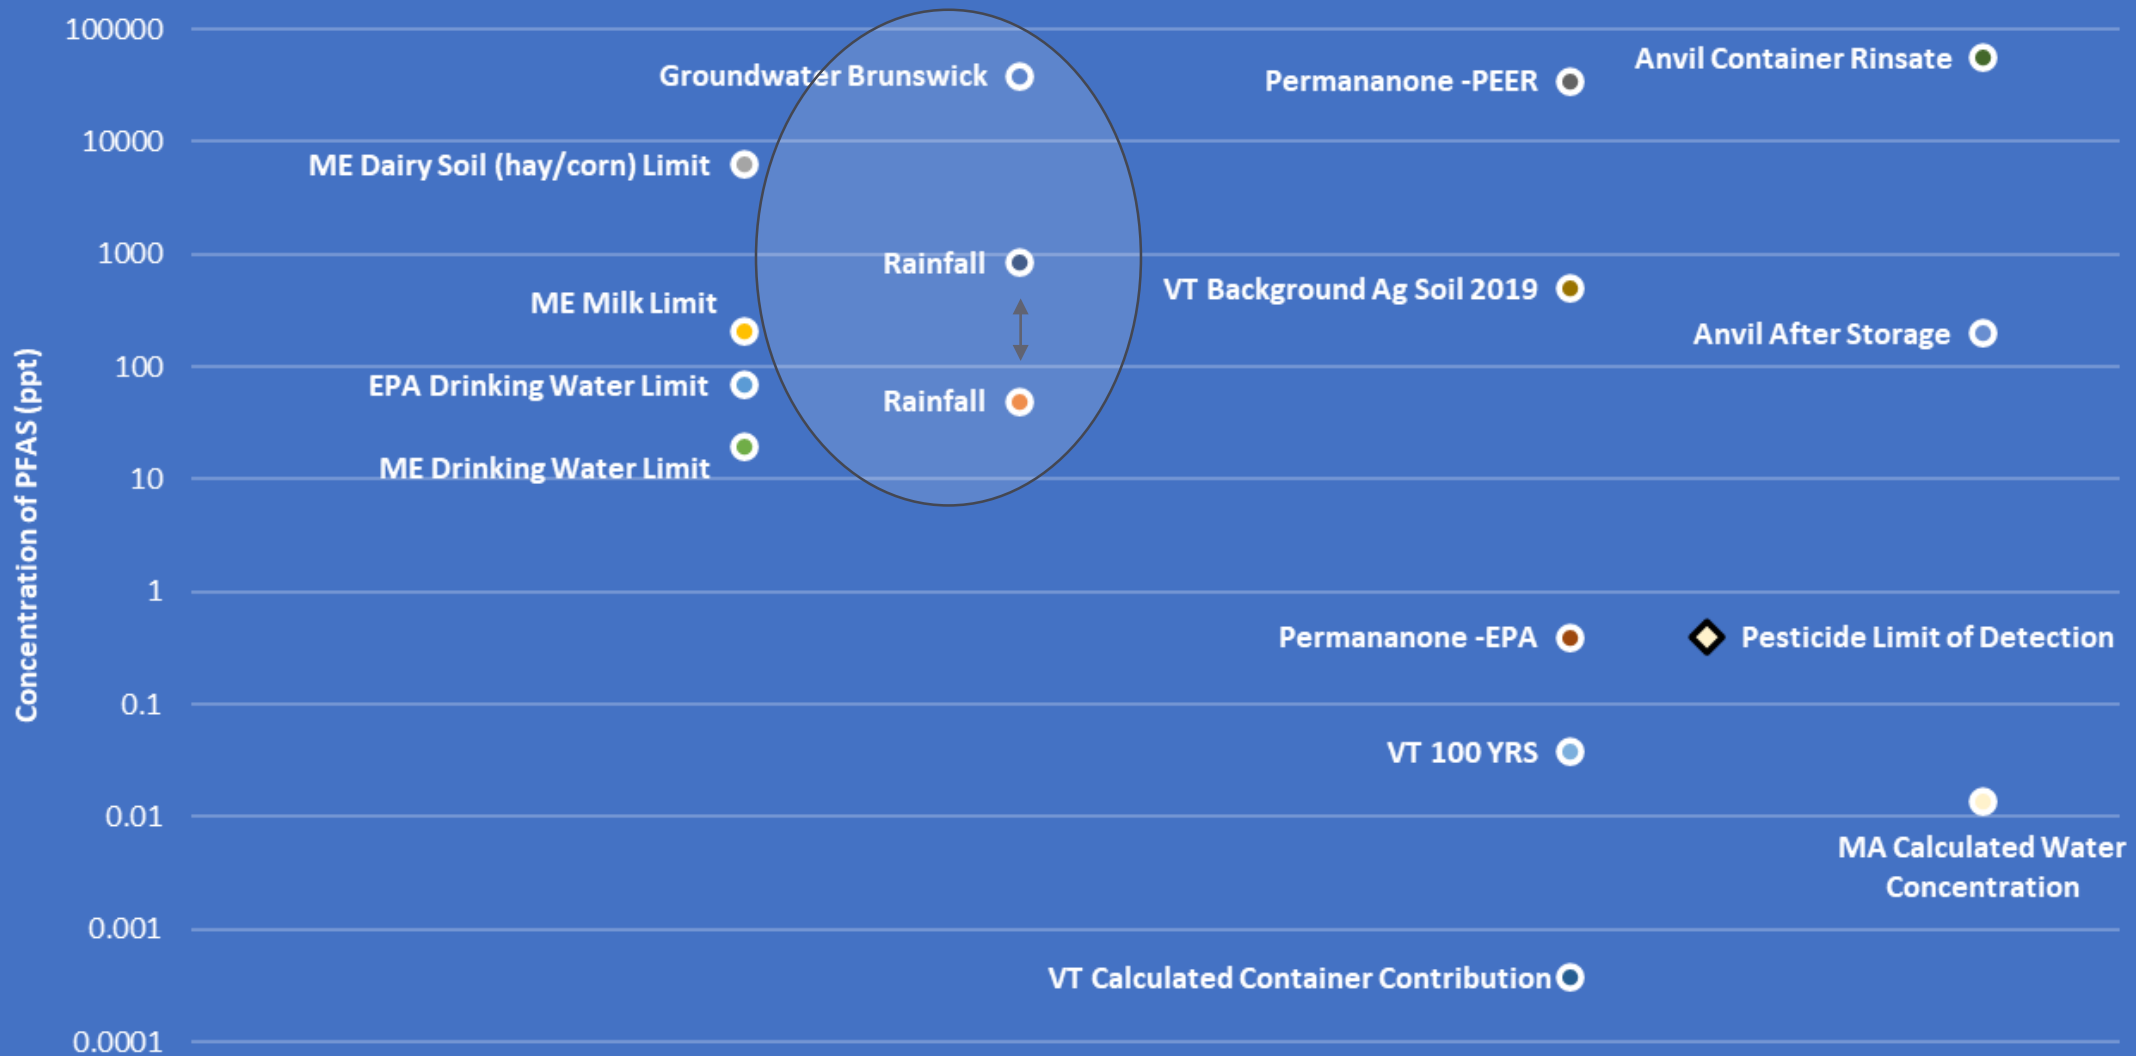 100000
Groundwater Brunswick
Permananone -PEER
Anvil Container Rinsate
10000
ME Dairy Soil (hay/corn) Limit
1000
Rainfall
ME Milk Limit
VT Background Ag Soil 2019
Anvil After Storage
100
EPA Drinking Water Limit
Rainfall
ME Drinking Water Limit
10
Concentration of PFAS (ppt)
1
Permananone -EPA
Pesticide Limit of Detection
0.1
VT 100 YRS
0.01
MA Calculated Water
Concentration
0.001
VT Calculated Container Contribution
0.0001